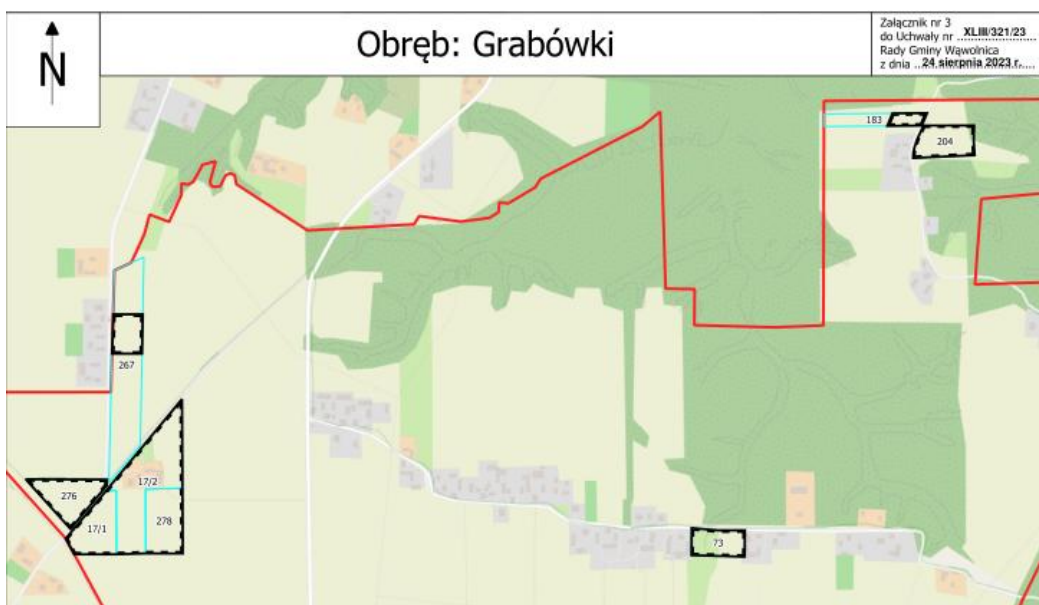 N
Obręb: Grabówki
Załącznik nr 3
do Uchwały nr XLIII/321/23
Rady Gminy Wąwolnica
z dnia ..24 sierpnia 2023 r.....
183
204
267
276
17/2
17/1
278
73